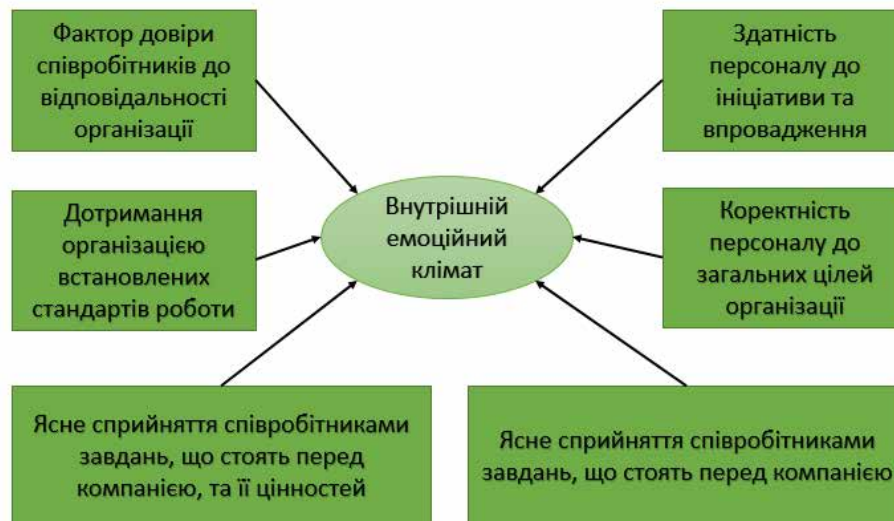 Фактор довіри
співробітників до
відповідальності
організації
Здатність
персоналу до
ініціативи та
впровадження
Внутрішній
емоційний
клімат
Дотримання
організацією
встановлених
стандартів роботи
Коректність
персоналу до
загальних цілей
організації
Ясне сприйняття співробітниками
завдань, що стоять перед
компанією, та її цінностей
Ясне сприйняття співробітниками
завдань, що стоять перед компанією